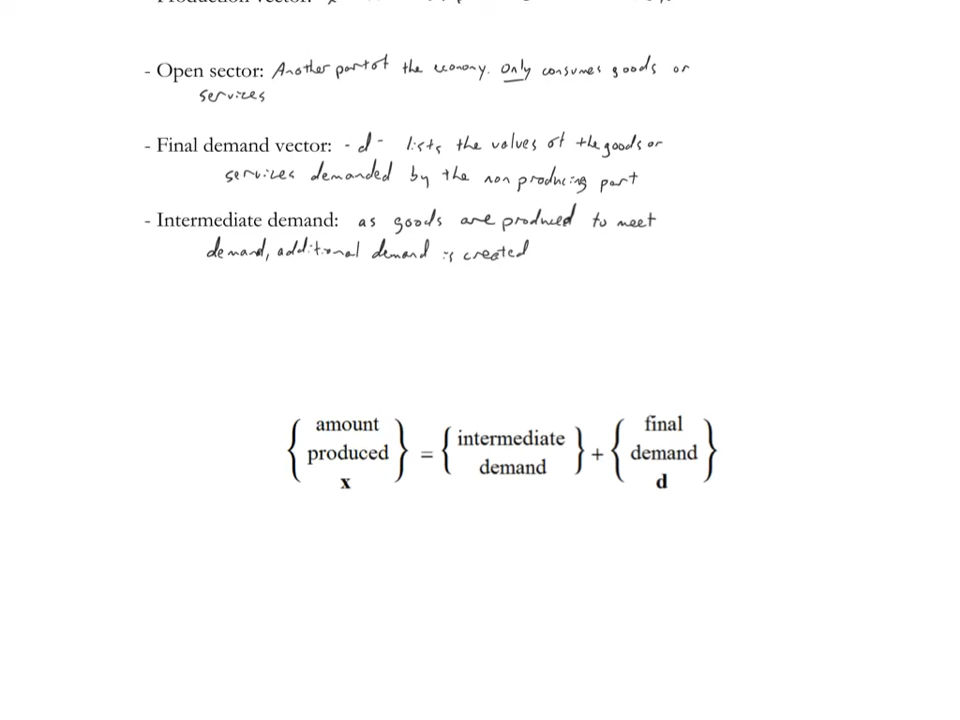 - Open sector: Another part of the economy. Only consumes goods or
services
- Final demand vector: - d - lists the values of the goods or
services demanded by the non producing part
- Intermediate demand: as goods are produced to meet
demand, additional demand is created
{ amount produced x } = { intermediate demand } + { final demand d }